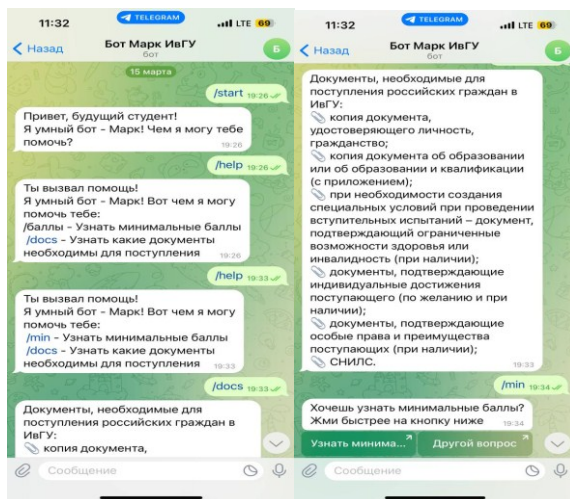 11:32
TELEGRAM
LTE 69
Назад
Бот Марк ИвГУ
бот
Б
15 марта
/start 19:26
Привет, будущий студент!
Я умный бот - Марк! Чем я могу тебе
помочь?
19:26
/help 19:26
Ты вызвал помощь!
Я умный бот - Марк! Вот чем я могу
помочь тебе:
/баллы - Узнать минимальные баллы
/docs - Узнать какие документы
необходимы для поступления
19:26
/help 19:33
Ты вызвал помощь!
Я умный бот - Марк! Вот чем я могу
помочь тебе:
/min - Узнать минимальные баллы
/docs - Узнать какие документы
необходимы для поступления
19:33
/docs 19:33
Документы, необходимые для
поступления российских граждан в
ИвГУ:
копия документа,
Сообщение
11:32
TELEGRAM
LTE 69
Назад
Бот Марк ИвГУ
бот
Б
Документы, необходимые для
поступления российских граждан в
ИвГУ:
копия документа,
удостоверяющего личность,
гражданство;
копия документа об образовании
или об образовании и квалификации
(с приложением);
при необходимости создания
специальных условий при проведении
вступительных испытаний – документ,
подтверждающий ограниченные
возможности здоровья или
инвалидность (при наличии);
документы, подтверждающие
индивидуальные достижения
поступающего (по желанию и при
наличии);
документы, подтверждающие
особые права и преимущества
поступающих (при наличии);
СНИЛС.
19:33
/min 19:34
Хочешь узнать минимальные баллы?
Жми быстрее на кнопку ниже 19:34
Узнать минима...
Другой вопрос
Сообщение